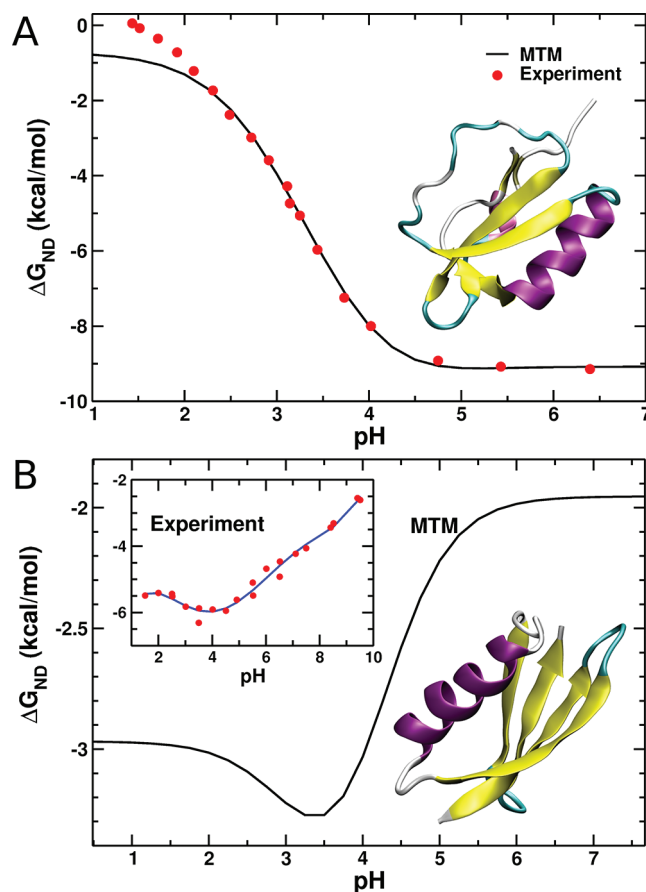 A
0
-2
-4
-6
-8
-10
ΔG_ND (kcal/mol)
MTM
Experiment
1 2 3 4 5 6 7
pH
B
-2
-2.5
-3
ΔG_ND (kcal/mol)
-2
-4
-6
Experiment
2 4 6 8 10
pH
MTM
1 2 3 4 5 6 7
pH